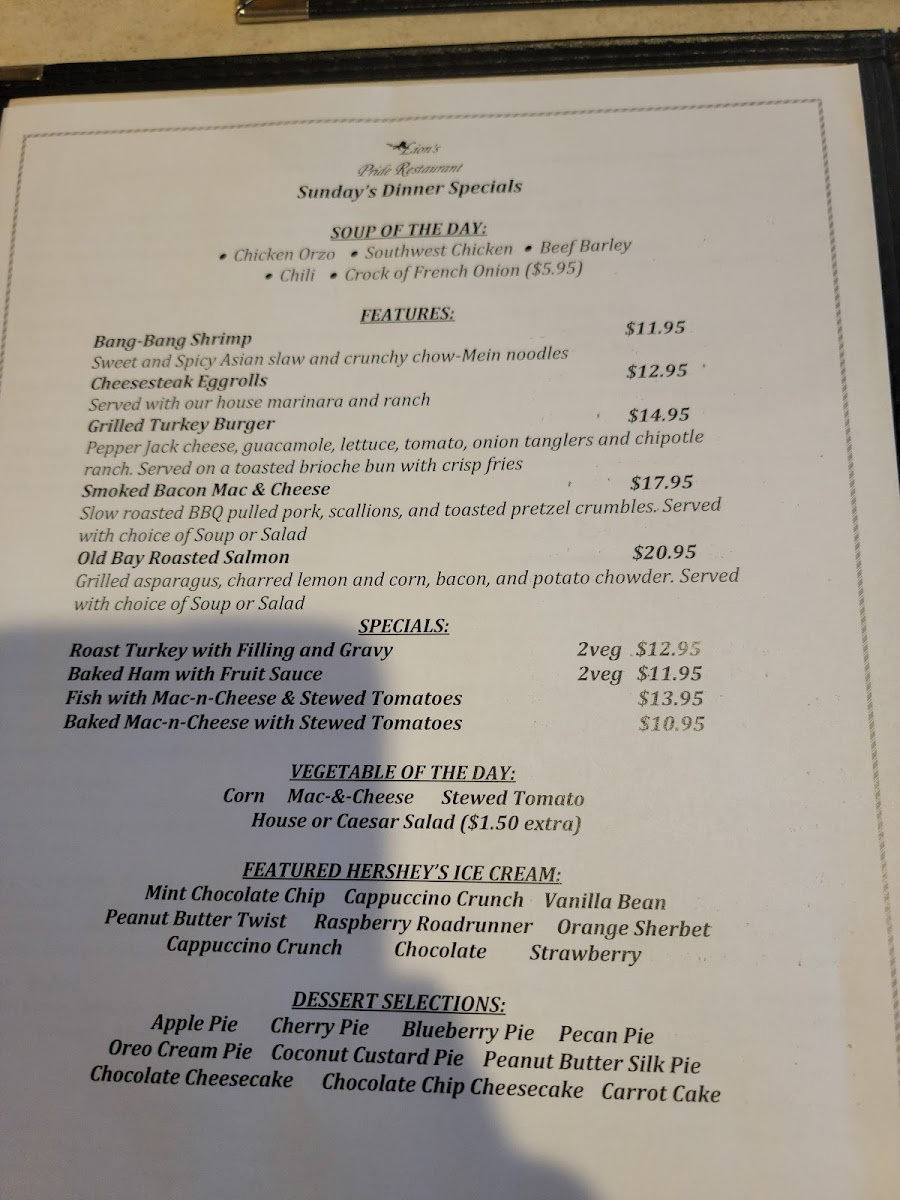 Lion's
Pride Restaurant
Sunday's Dinner Specials
SOUP OF THE DAY:
• Chicken Orzo • Southwest Chicken • Beef Barley
• Chili • Crock of French Onion ($5.95)
FEATURES:
Bang-Bang Shrimp $11.95
Sweet and Spicy Asian slaw and crunchy chow-Mein noodles
Cheesesteak Eggrolls $12.95
Served with our house marinara and ranch
Grilled Turkey Burger $14.95
Pepper Jack cheese, guacamole, lettuce, tomato, onion tanglers and chipotle
ranch. Served on a toasted brioche bun with crisp fries
Smoked Bacon Mac & Cheese $17.95
Slow roasted BBQ pulled pork, scallions, and toasted pretzel crumbles. Served
with choice of Soup or Salad
Old Bay Roasted Salmon $20.95
Grilled asparagus, charred lemon and corn, bacon, and potato chowder. Served
with choice of Soup or Salad
SPECIALS:
Roast Turkey with Filling and Gravy 2veg $12.95
Baked Ham with Fruit Sauce 2veg $11.95
Fish with Mac-n-Cheese & Stewed Tomatoes $13.95
Baked Mac-n-Cheese with Stewed Tomatoes $10.95
VEGETABLE OF THE DAY:
Corn Mac-&-Cheese Stewed Tomato
House or Caesar Salad ($1.50 extra)
FEATURED HERSHEY'S ICE CREAM:
Mint Chocolate Chip Cappuccino Crunch Vanilla Bean
Peanut Butter Twist Raspberry Roadrunner Orange Sherbet
Cappuccino Crunch Chocolate Strawberry
DESSERT SELECTIONS:
Apple Pie Cherry Pie Blueberry Pie Pecan Pie
Oreo Cream Pie Coconut Custard Pie Peanut Butter Silk Pie
Chocolate Cheesecake Chocolate Chip Cheesecake Carrot Cake